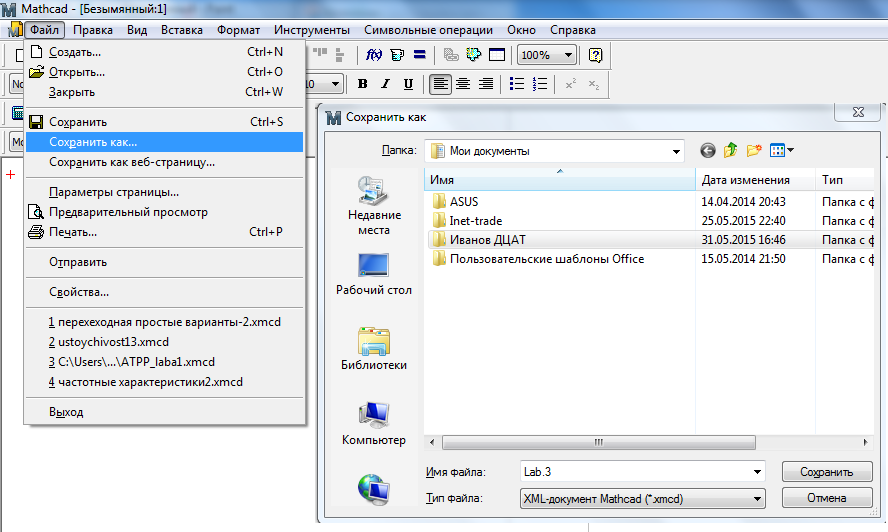 Mathcad - [Безымянный:1]
Файл Правка Вид Вставка Формат Инструменты Символьные операции Окно Справка
Создать... Ctrl+N
Открыть... Ctrl+O
Закрыть Ctrl+W
Сохранить Ctrl+S
Сохранить как...
Сохранить как веб-страницу...
Параметры страницы...
Предварительный просмотр
Печать... Ctrl+P
Отправить
Свойства...
1 перехеходная простые варианты-2.xmcd
2 ustoychivost13.xmcd
3 C:\Users\...\ATPP_laba1.xmcd
4 частотные характеристики2.xmcd
Выход
f(x) 100%
10 B I U x² x₂
Сохранить как
Папка: Мои документы
Имя Дата изменения Тип
ASUS 14.04.2014 20:43 Папка с ф
Inet-trade 25.05.2015 22:40 Папка с ф
Иванов ДЦАТ 31.05.2015 16:46 Папка с ф
Пользовательские шаблоны Office 15.05.2014 21:50 Папка с ф
Недавние
места
Рабочий стол
Библиотеки
Компьютер
Имя файла: Lab.3 Сохранить
Тип файла: XML-документ Mathcad (*.xmcd) Отмена